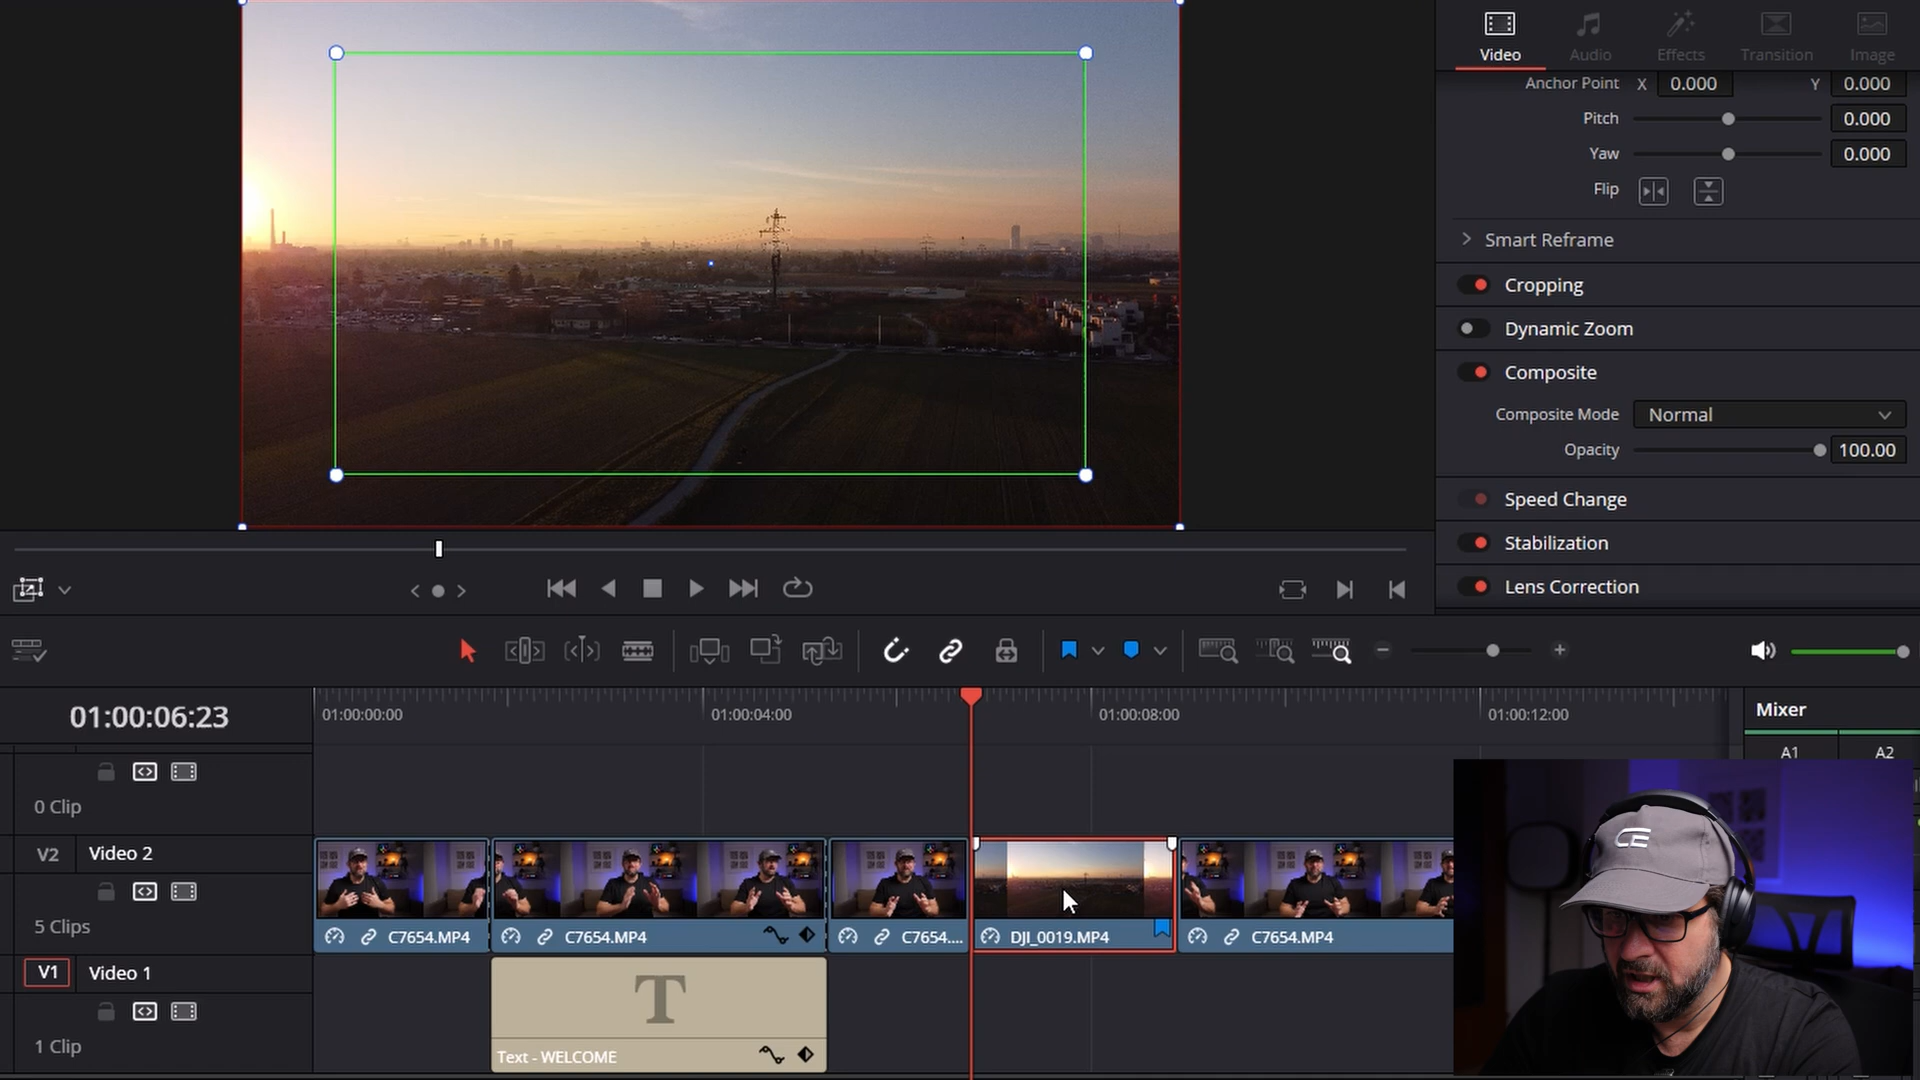 Video
Audio
Effects
Transition
Image
Anchor Point X 0.000 Y 0.000
Pitch 0.000
Yaw 0.000
Flip
Smart Reframe
Cropping
Dynamic Zoom
Composite
Composite Mode Normal
Opacity 100.00
Speed Change
Stabilization
Lens Correction
01:00:06:23
01:00:00:00
01:00:04:00
01:00:08:00
01:00:12:00
Mixer
A1 A2
0 Clip
V2 Video 2
5 Clips
C7654.MP4
C7654.MP4
C7654....
DJI_0019.MP4
C7654.MP4
V1 Video 1
1 Clip
T
Text - WELCOME
CE